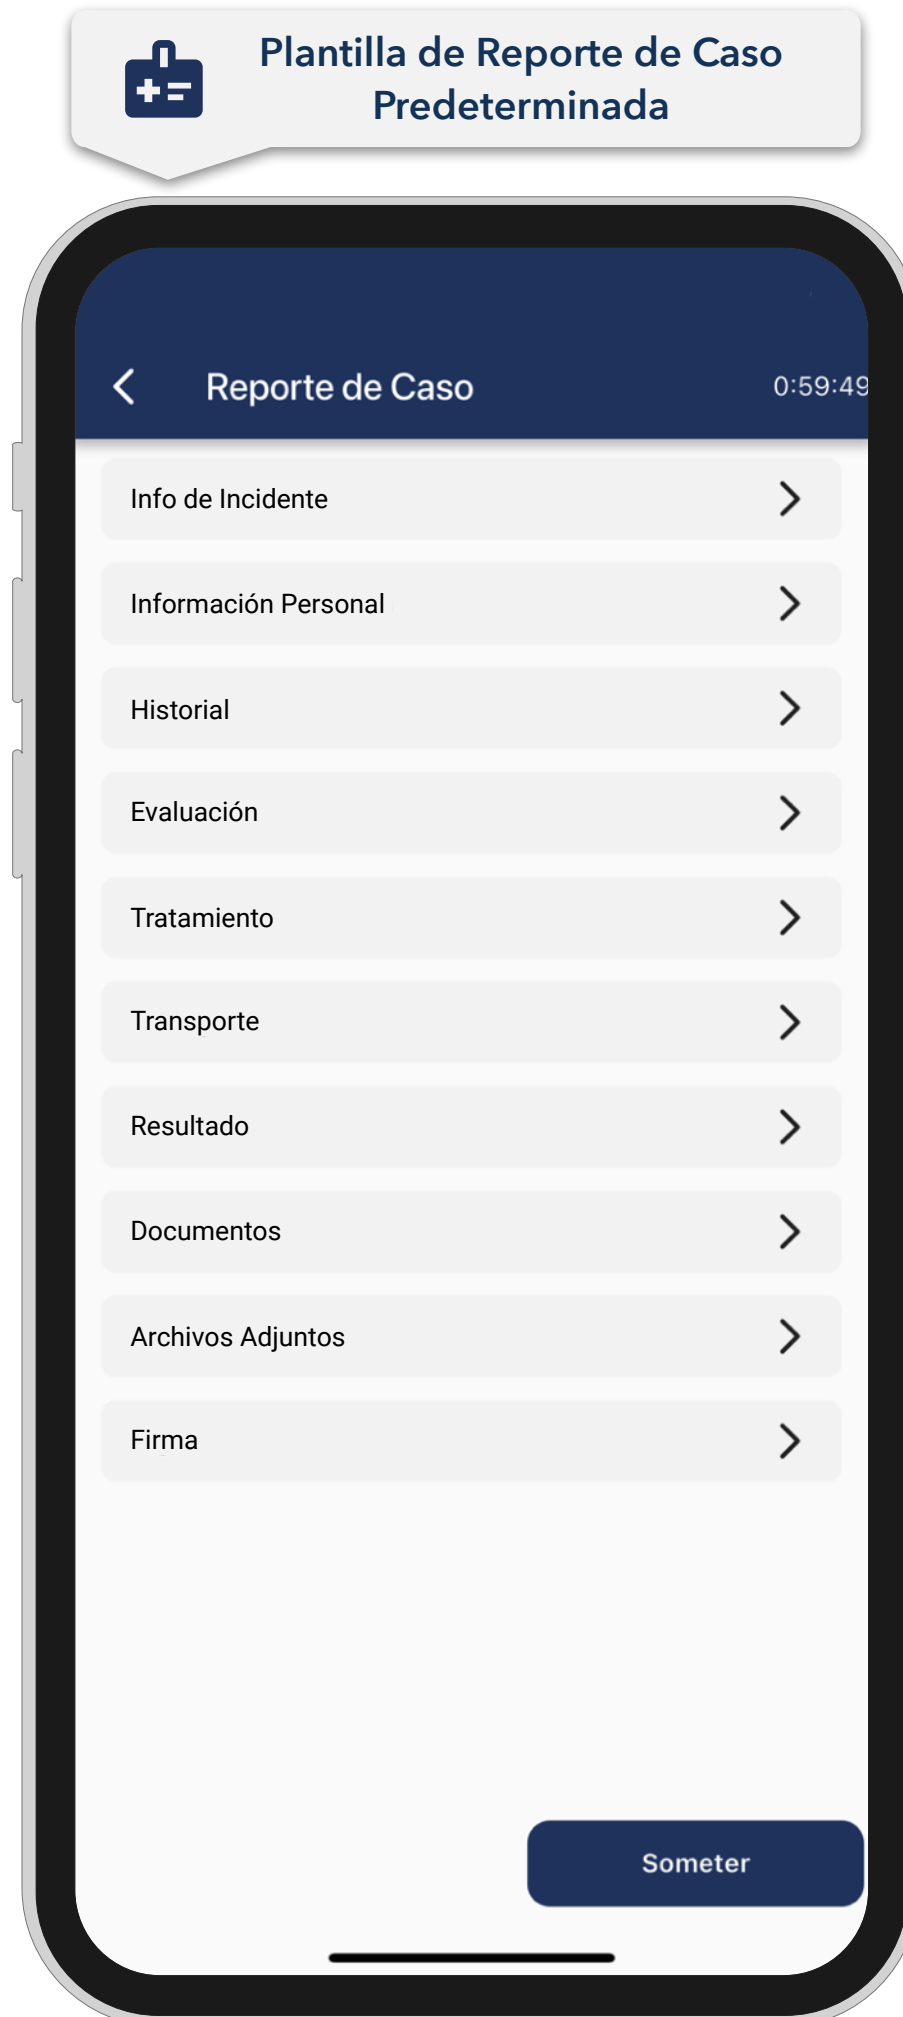 Plantilla de Reporte de Caso
Predeterminada
Reporte de Caso
0:59:49
Info de Incidente
Información Personal
Historial
Evaluación
Tratamiento
Transporte
Resultado
Documentos
Archivos Adjuntos
Firma
Someter